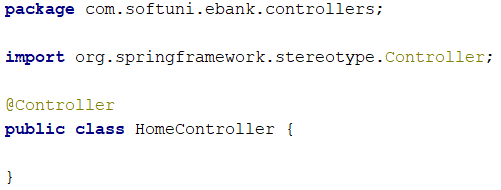 package com.softuni.ebank.controllers;
import org.springframework.stereotype.Controller;
@Controller
public class HomeController {
}